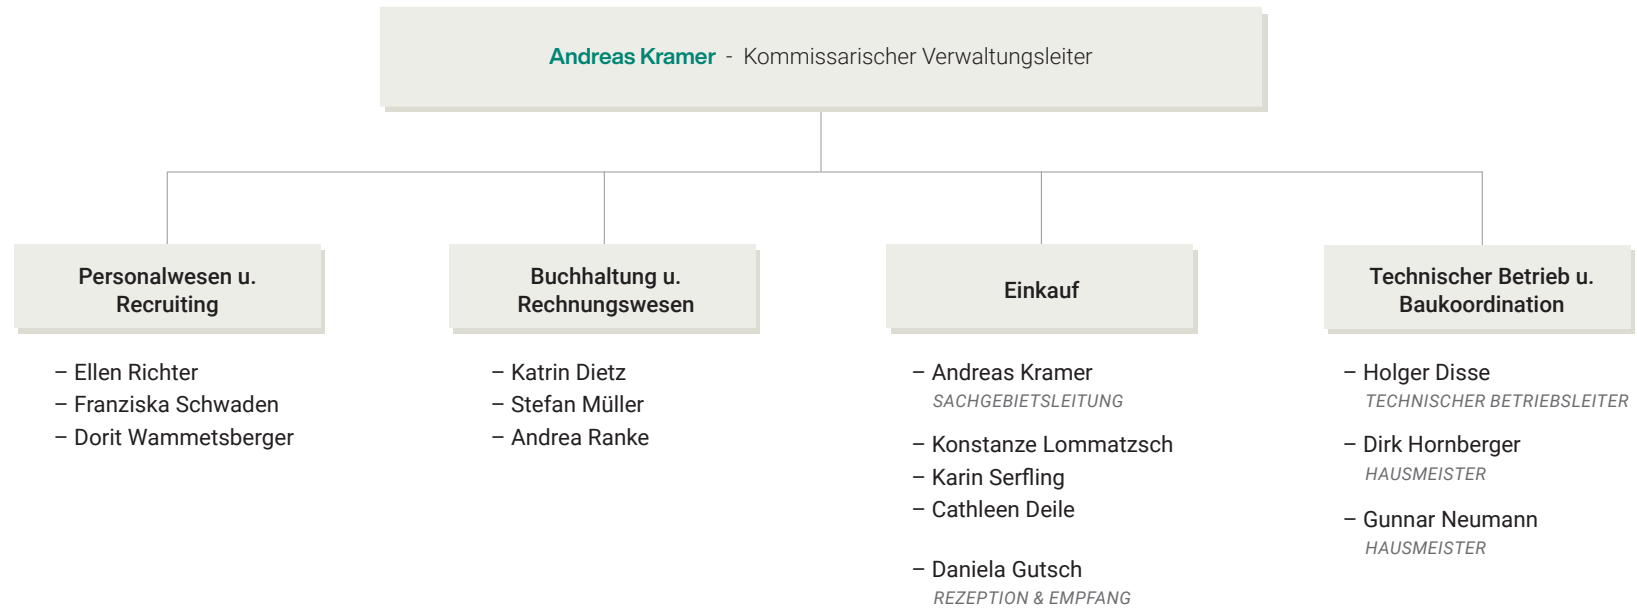 Andreas Kramer - Kommissarischer Verwaltungsleiter
Personalwesen u.
Recruiting
– Ellen Richter
– Franziska Schwaden
– Dorit Wammetsberger
Buchhaltung u.
Rechnungswesen
– Katrin Dietz
– Stefan Müller
– Andrea Ranke
Einkauf
– Andreas Kramer
SACHGEBIETSLEITUNG
– Konstanze Lommatzsch
– Karin Serfling
– Cathleen Deile
– Daniela Gutsch
REZEPTION & EMPFANG
Technischer Betrieb u.
Baukoordination
– Holger Disse
TECHNISCHER BETRIEBSLEITER
– Dirk Hornberger
HAUSMEISTER
– Gunnar Neumann
HAUSMEISTER